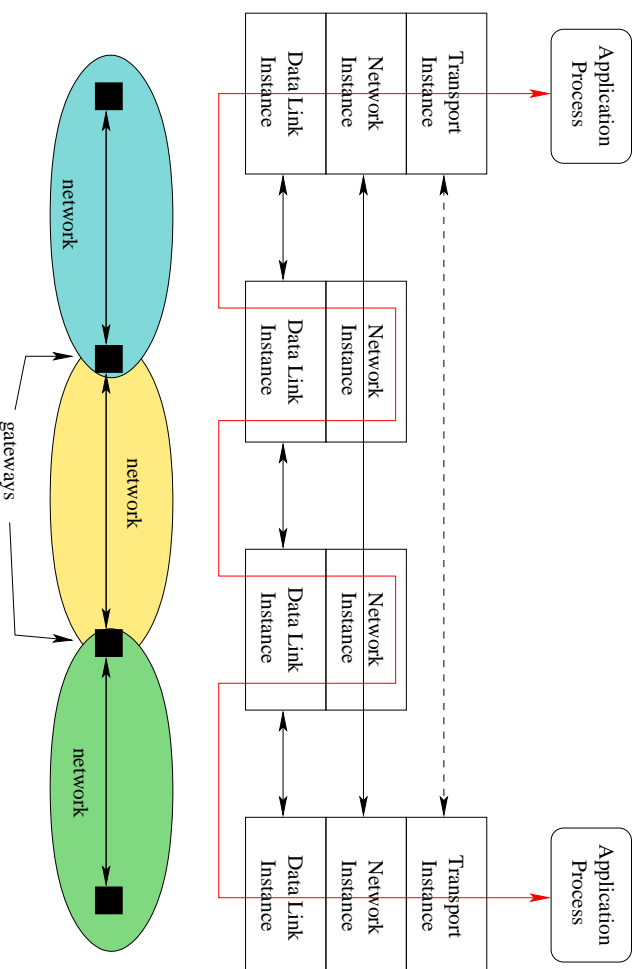 Application
Process
Application
Process
Transport
Instance
Transport
Instance
Network
Instance
Network
Instance
Network
Instance
Network
Instance
Data Link
Instance
Data Link
Instance
Data Link
Instance
Data Link
Instance
network
network
network
gateways